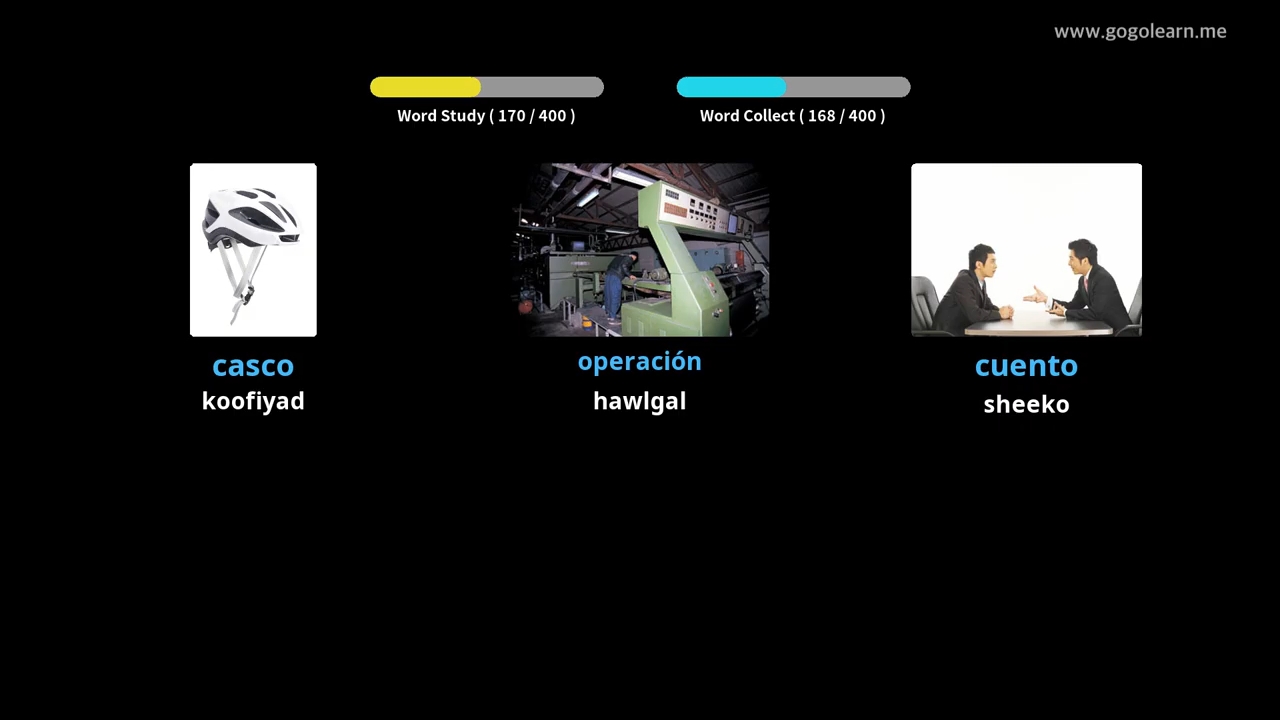 www.gogolearn.me
Word Study ( 170 / 400 )
Word Collect ( 168 / 400 )
casco
koofiyad
operación
hawlgal
cuento
sheeko